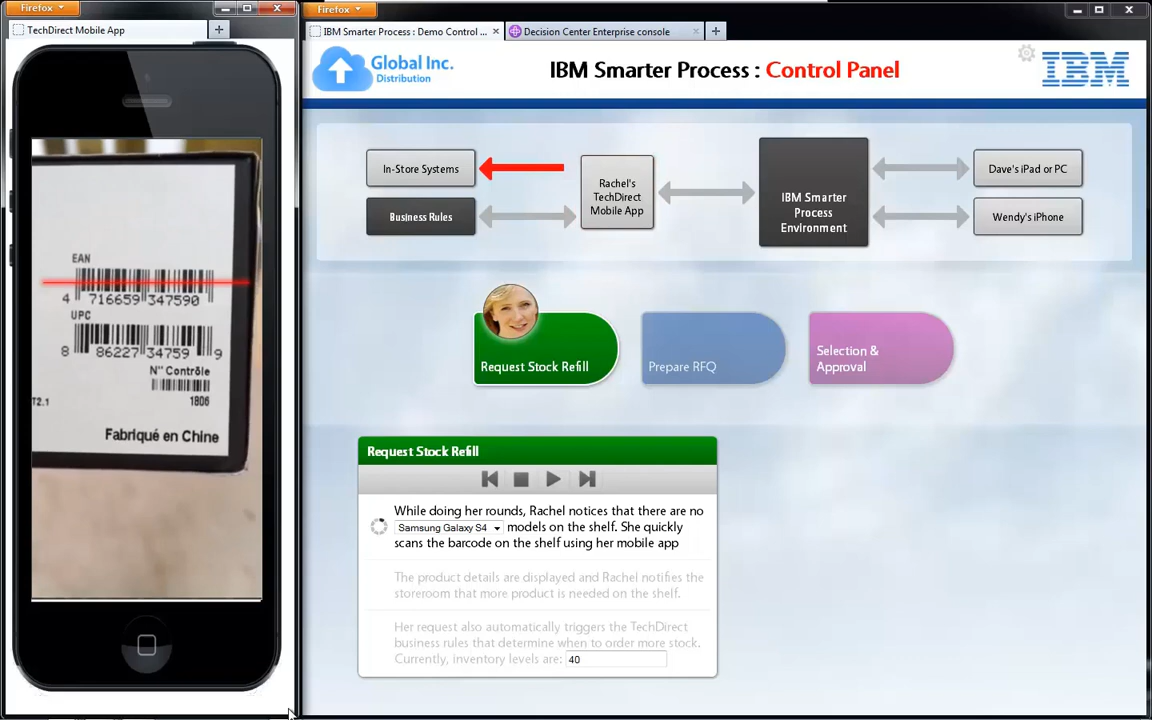 Firefox
TechDirect Mobile App
EAN
4 716659 347590
UPC
8 86227 34759 9
N° Contrôle
T2.1
1806
Fabriqué en Chine
Firefox
IBM Smarter Process : Demo Control ...
Decision Center Enterprise console
Global Inc.
Distribution
IBM Smarter Process : Control Panel
IBM
In-Store Systems
Business Rules
Rachel's
TechDirect
Mobile App
IBM Smarter
Process
Environment
Dave's iPad or PC
Wendy's iPhone
Request Stock Refill
Prepare RFQ
Selection &
Approval
Request Stock Refill
While doing her rounds, Rachel notices that there are no
Samsung Galaxy S4 models on the shelf. She quickly
scans the barcode on the shelf using her mobile app
The product details are displayed and Rachel notifies the
storeroom that more product is needed on the shelf.
Her request also automatically triggers the TechDirect
business rules that determine when to order more stock.
Currently, inventory levels are: 40